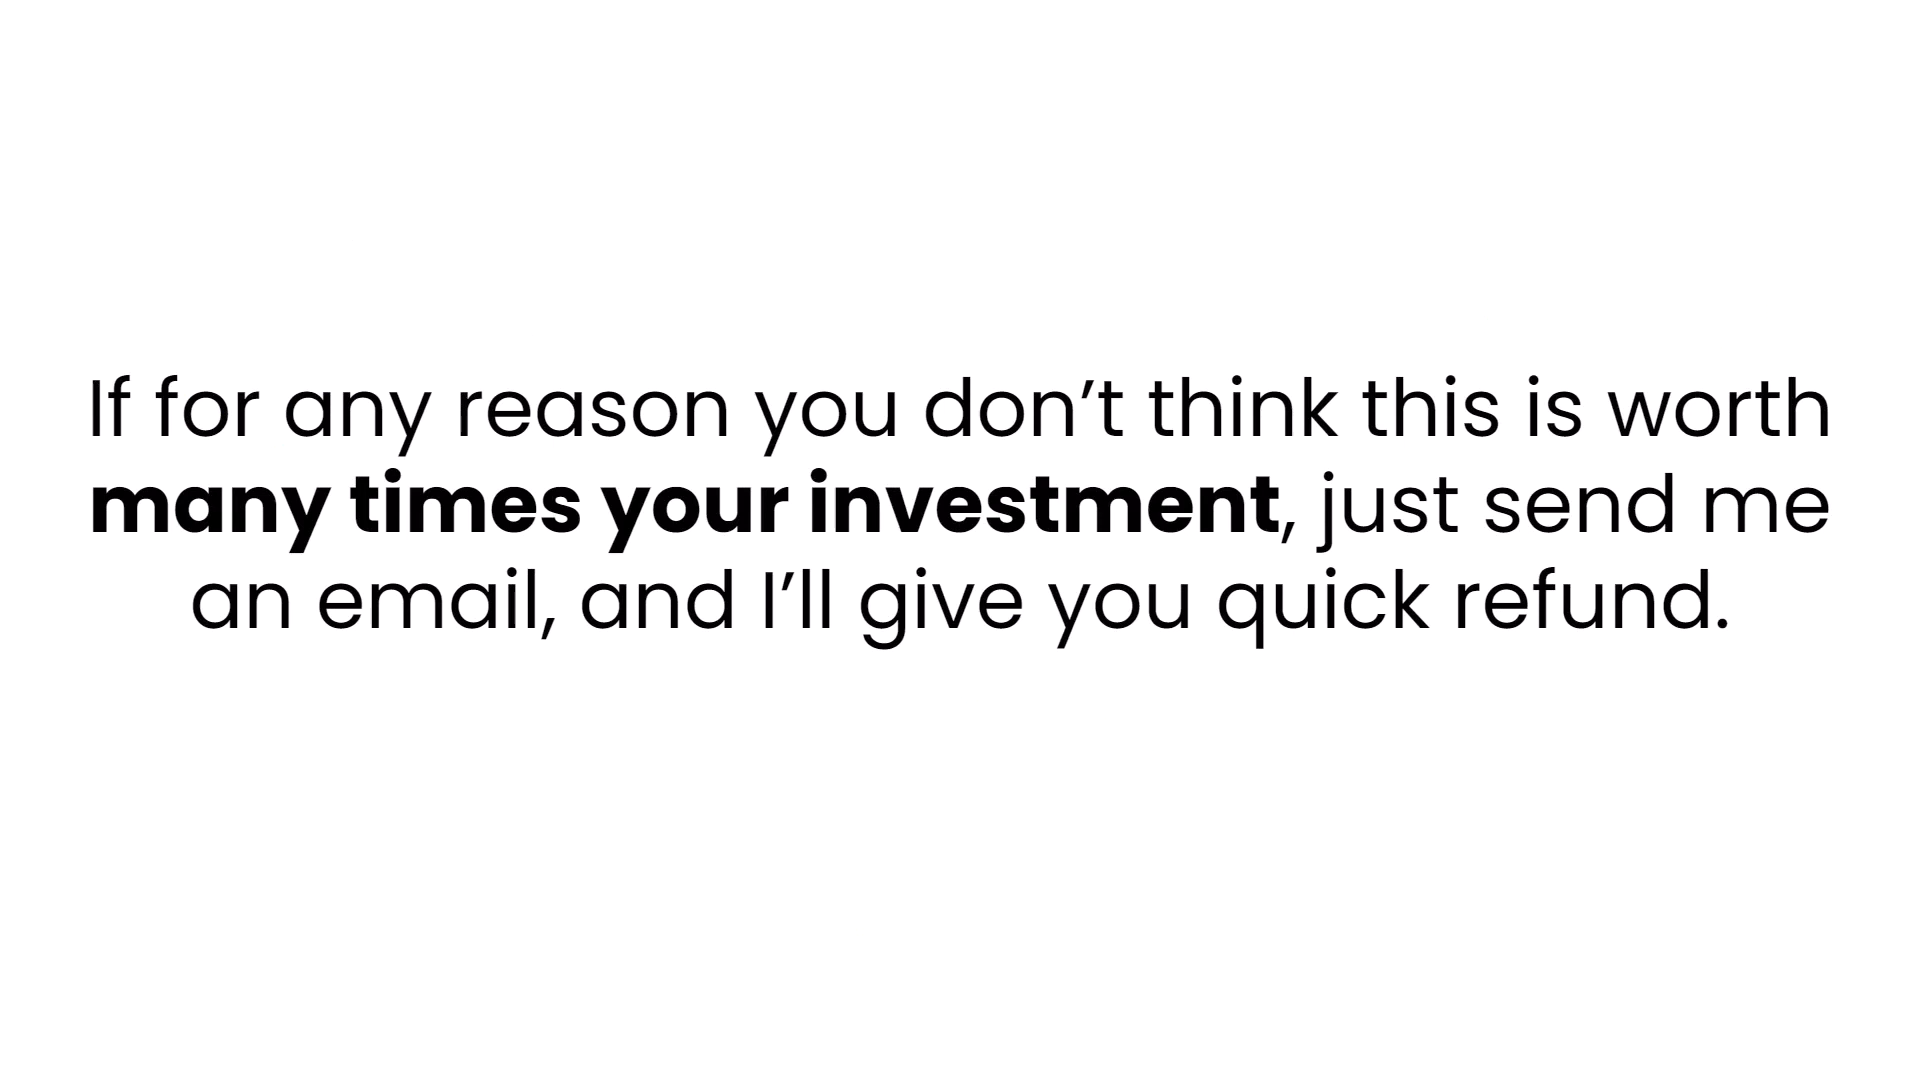 If for any reason you don’t think this is worth
many times your investment, just send me
an email, and I’ll give you quick refund.